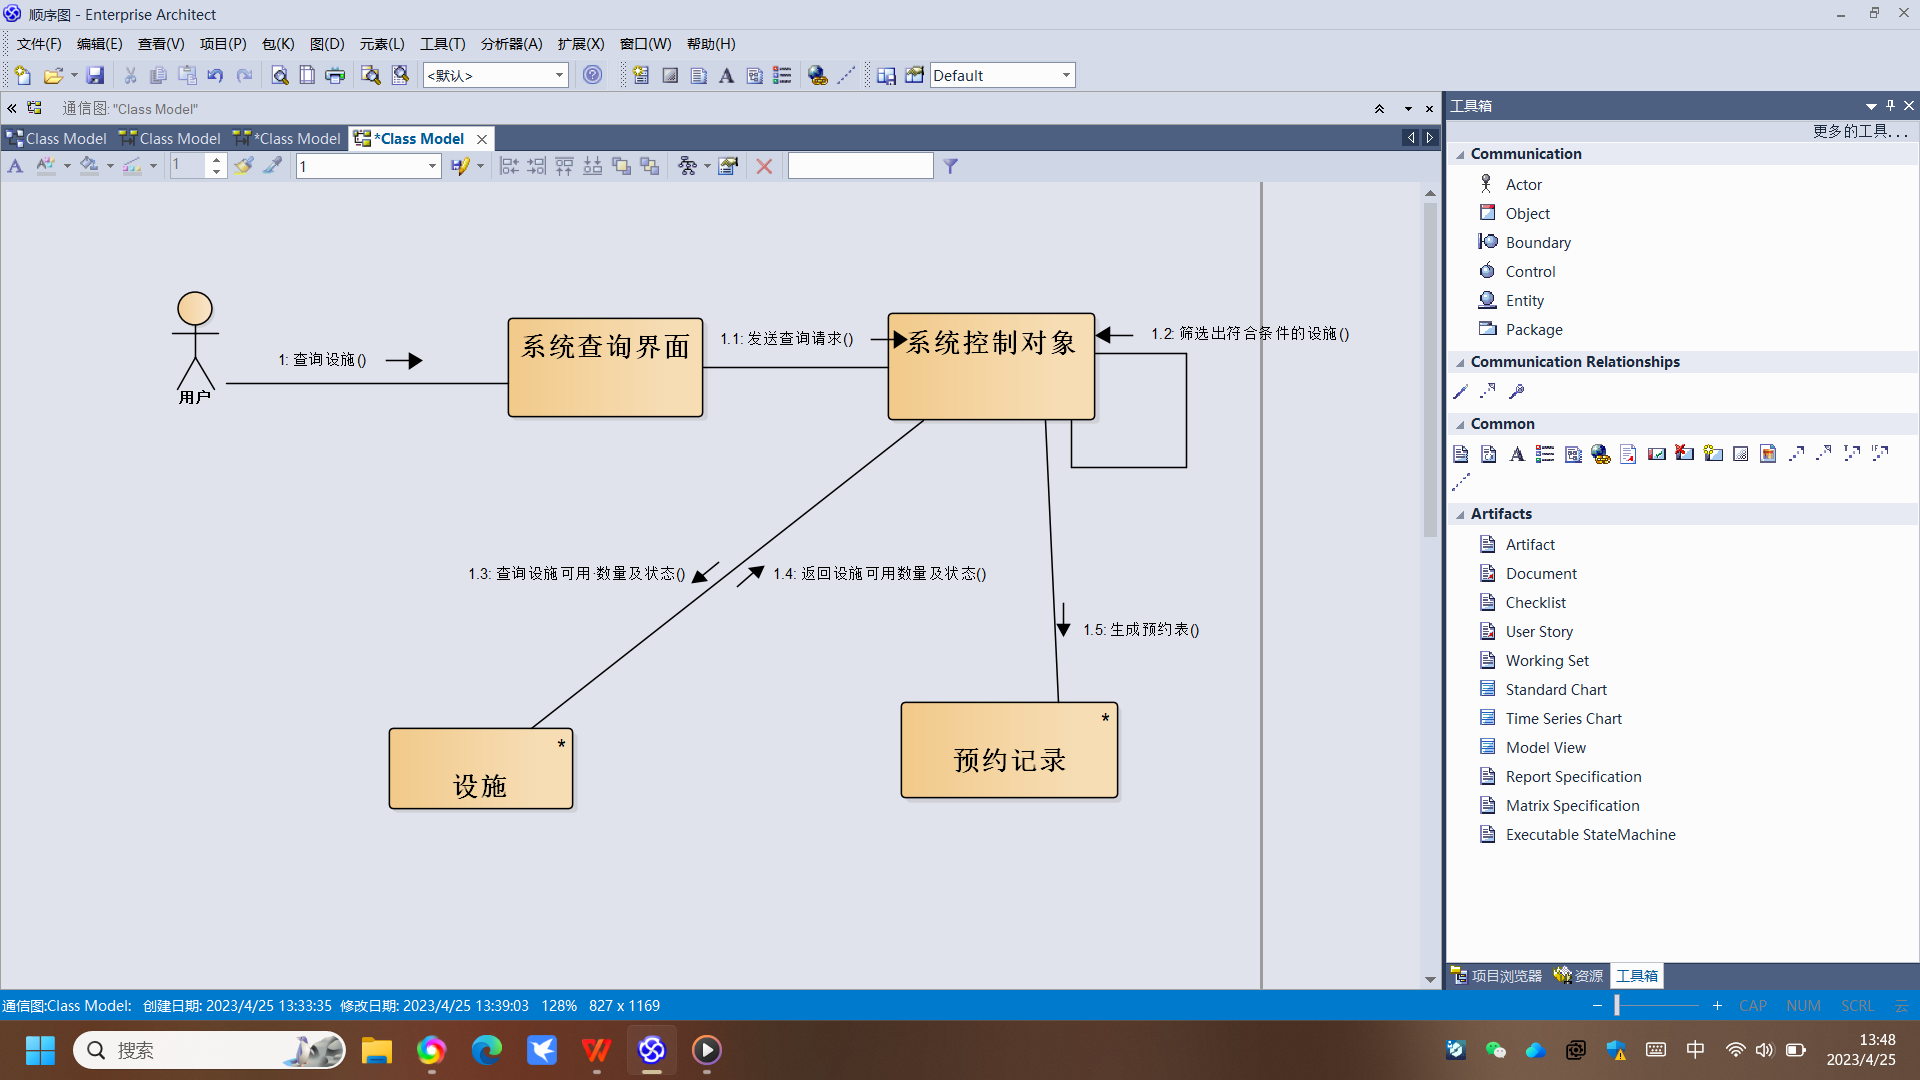 顺序图 - Enterprise Architect
文件(F) 编辑(E) 查看(V) 项目(P) 包(K) 图(D) 元素(L) 工具(T) 分析器(A) 扩展(X) 窗口(W) 帮助(H)
<默认>
Default
通信图: "Class Model"
Class Model
Class Model
*Class Model
*Class Model
1
1
用户
1: 查询设施()
系统查询界面
1.1: 发送查询请求()
系统控制对象
1.2: 筛选出符合条件的设施()
1.3: 查询设施可用 数量及状态()
1.4: 返回设施可用数量及状态()
1.5: 生成预约表()
*
设施
*
预约记录
工具箱
更多的工具...
Communication
Actor
Object
Boundary
Control
Entity
Package
Communication Relationships
Common
Artifacts
Artifact
Document
Checklist
User Story
Working Set
Standard Chart
Time Series Chart
Model View
Report Specification
Matrix Specification
Executable StateMachine
项目浏览器 资源 工具箱
通信图:Class Model: 创建日期: 2023/4/25 13:33:35 修改日期: 2023/4/25 13:39:03 128% 827 x 1169
CAP NUM SCRL 云
搜索
中
13:48
2023/4/25